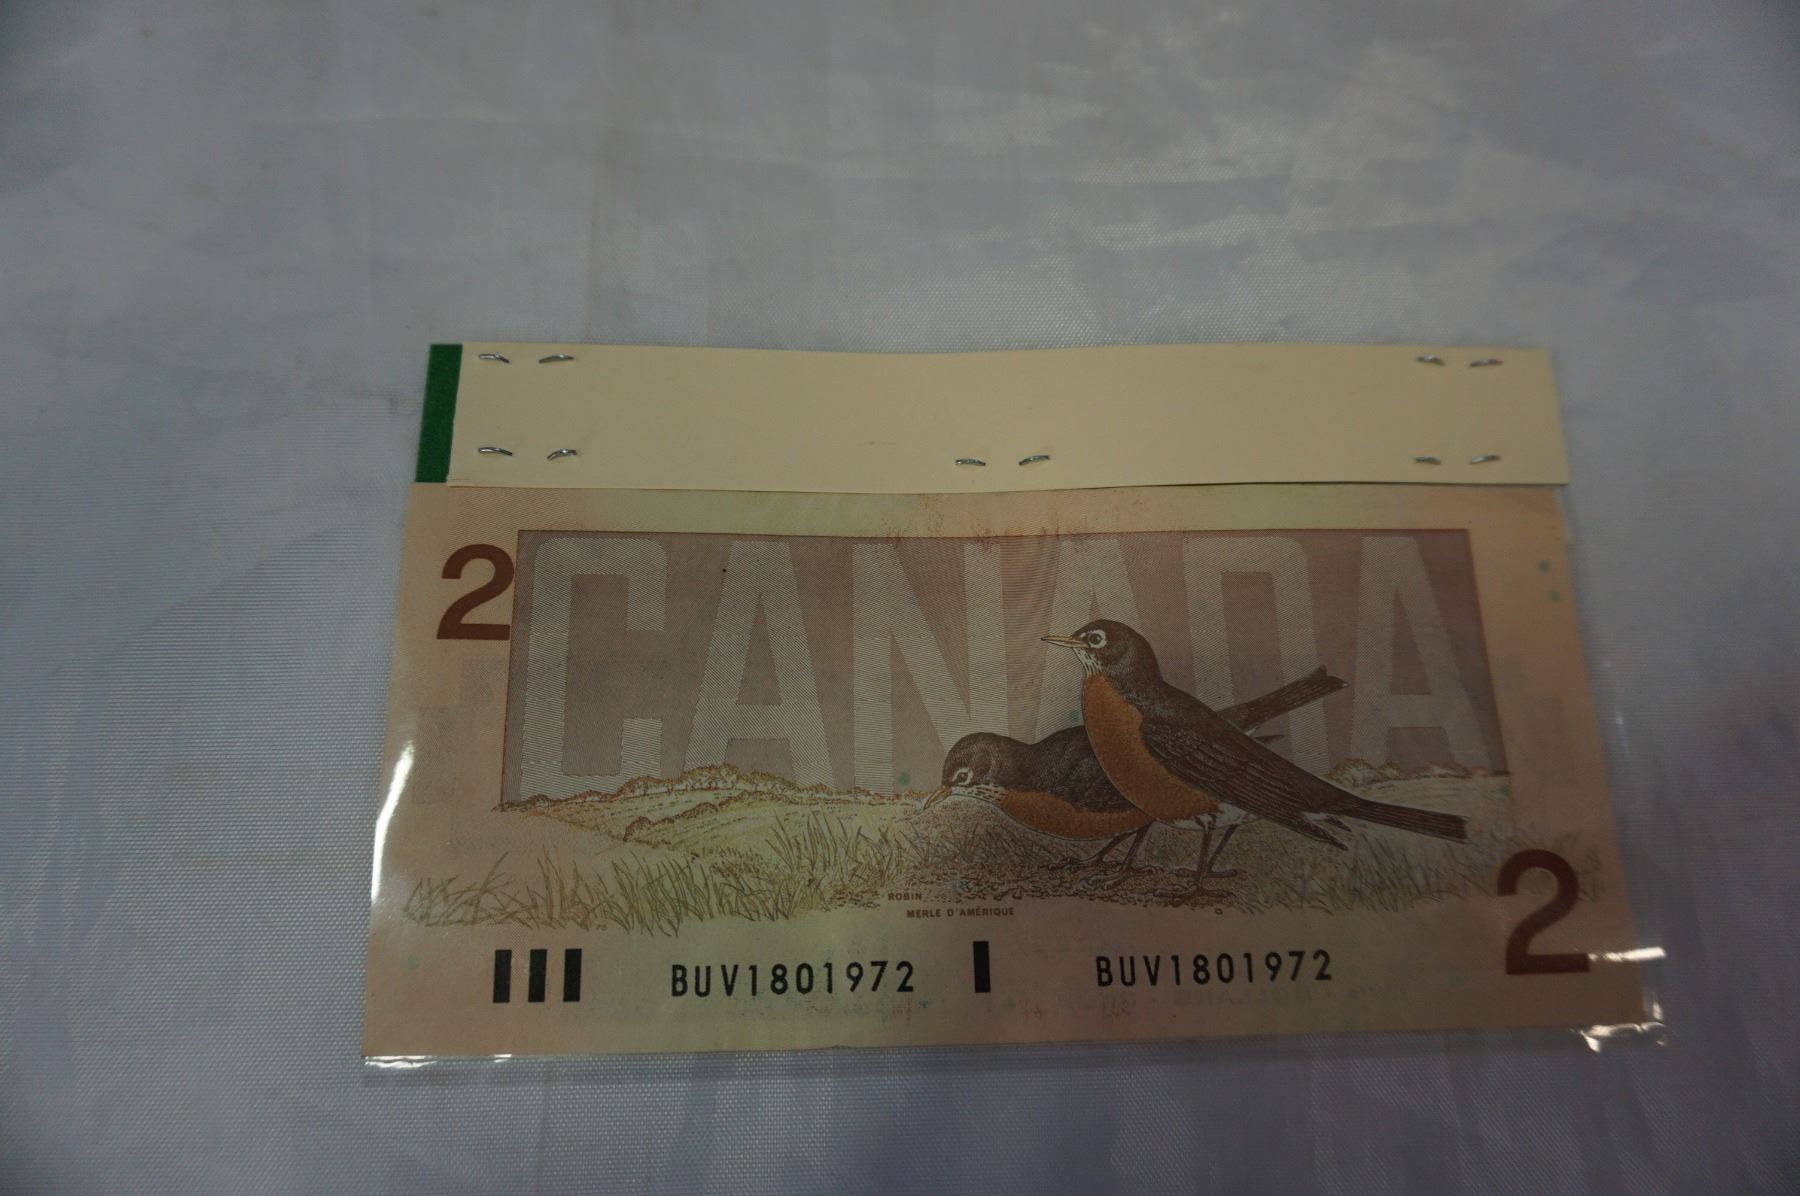 2
CANADA
ROBIN
MERLE D'AMÉRIQUE
BUV1801972
BUV1801972
2